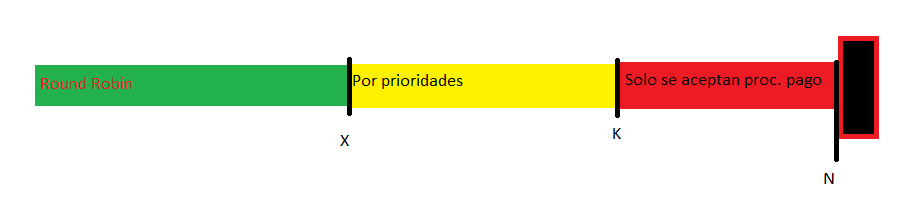 Round Robin
Por prioridades
Solo se aceptan proc. pago
X
K
N